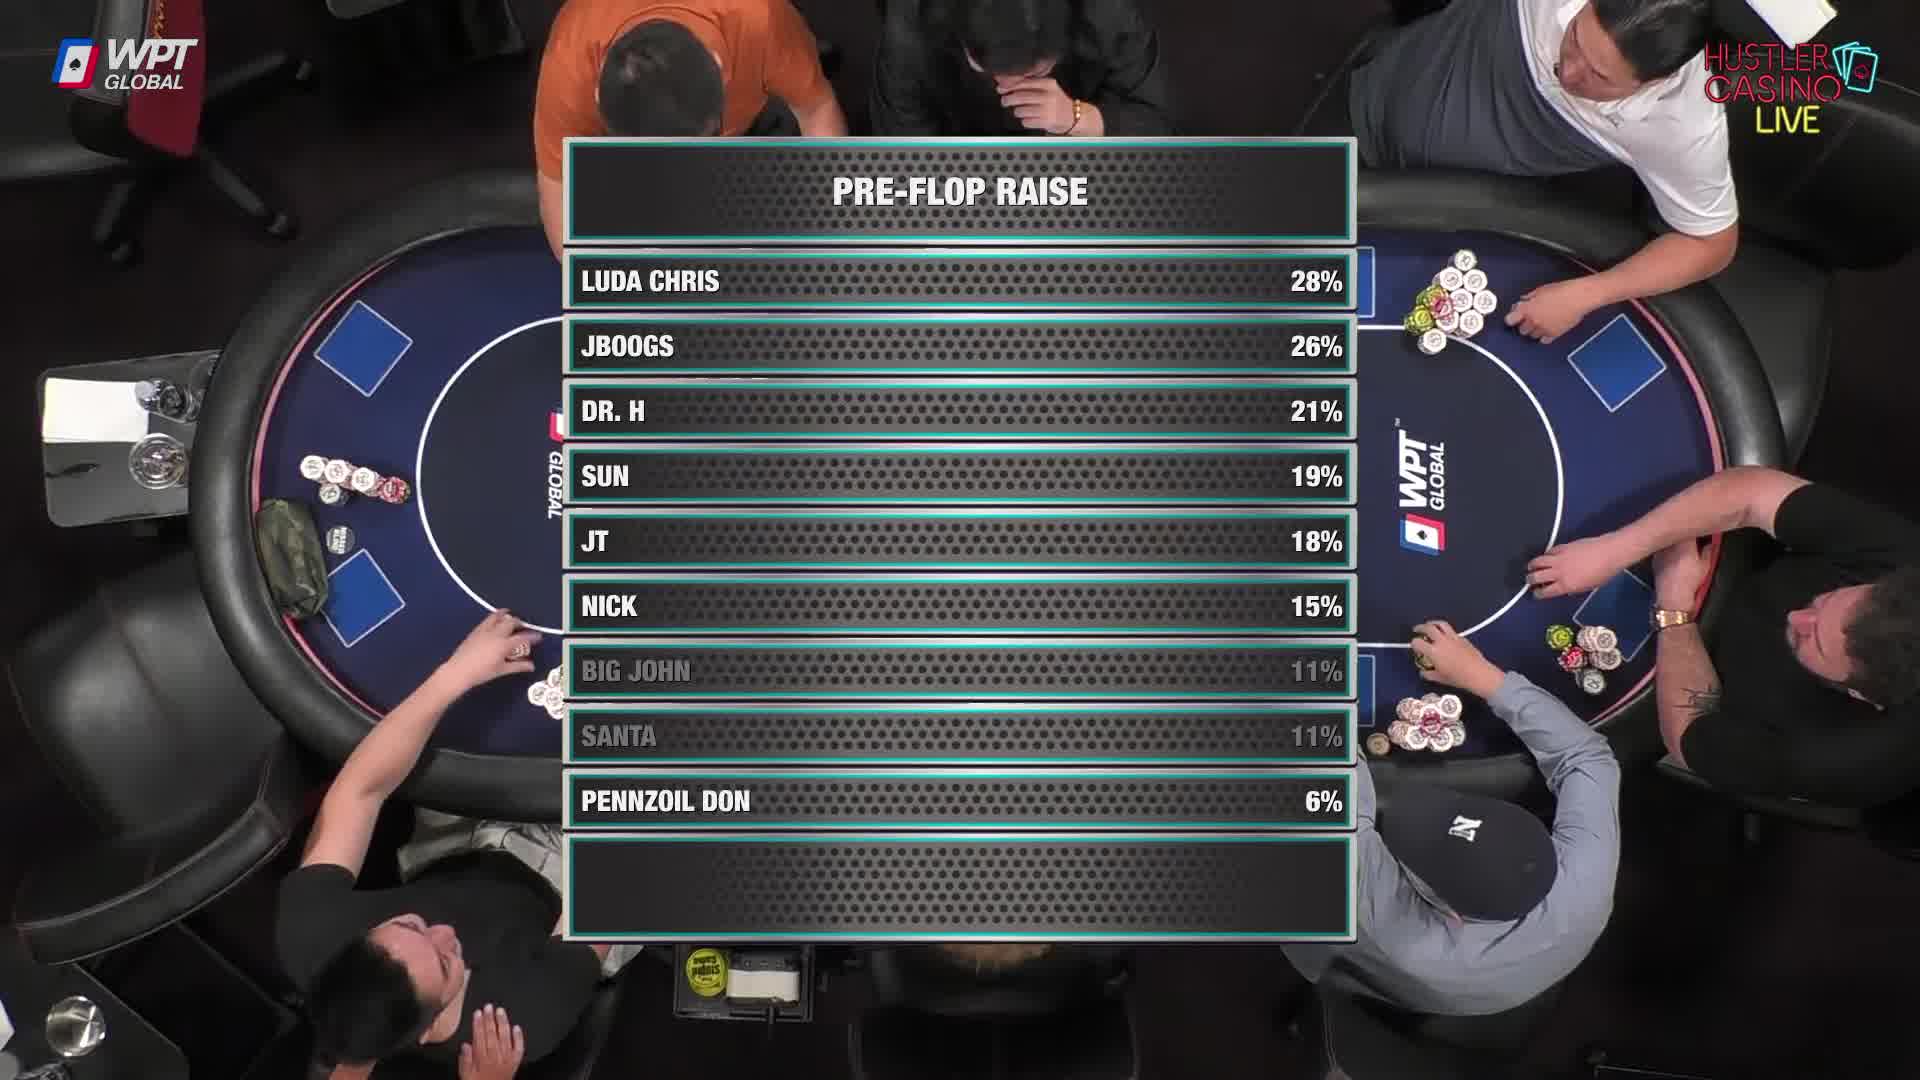 WPT
GLOBAL
HUSTLER
CASINO
LIVE
PRE-FLOP RAISE
LUDA CHRIS 28%
JBOOGS 26%
DR. H 21%
SUN 19%
JT 18%
NICK 15%
BIG JOHN 11%
SANTA 11%
PENNZOIL DON 6%
GLOBAL
WPT
GLOBAL
N